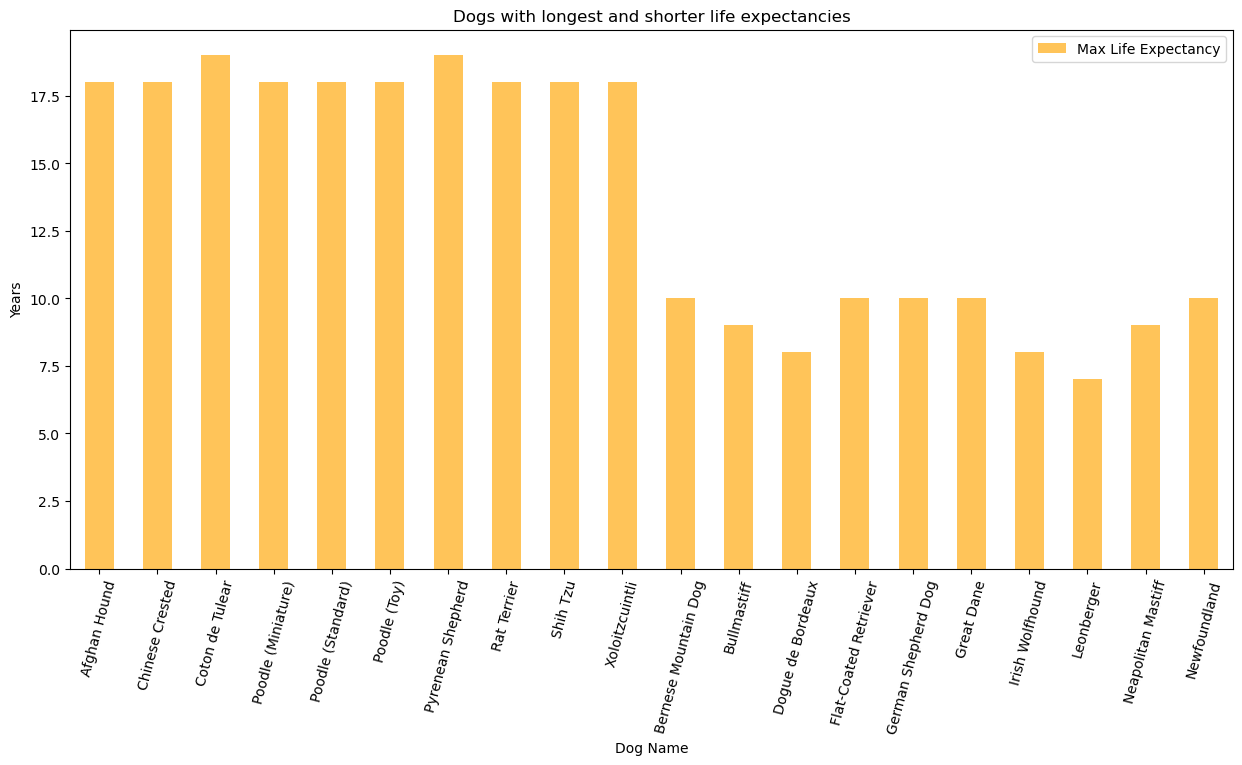 Dogs with longest and shorter life expectancies
Max Life Expectancy
Years
17.5
15.0
12.5
10.0
7.5
5.0
2.5
0.0
Afghan Hound
Chinese Crested
Coton de Tulear
Poodle (Miniature)
Poodle (Standard)
Poodle (Toy)
Pyrenean Shepherd
Rat Terrier
Shih Tzu
Xoloitzcuintli
Bernese Mountain Dog
Bullmastiff
Dogue de Bordeaux
Flat-Coated Retriever
German Shepherd Dog
Great Dane
Irish Wolfhound
Leonberger
Neapolitan Mastiff
Newfoundland
Dog Name